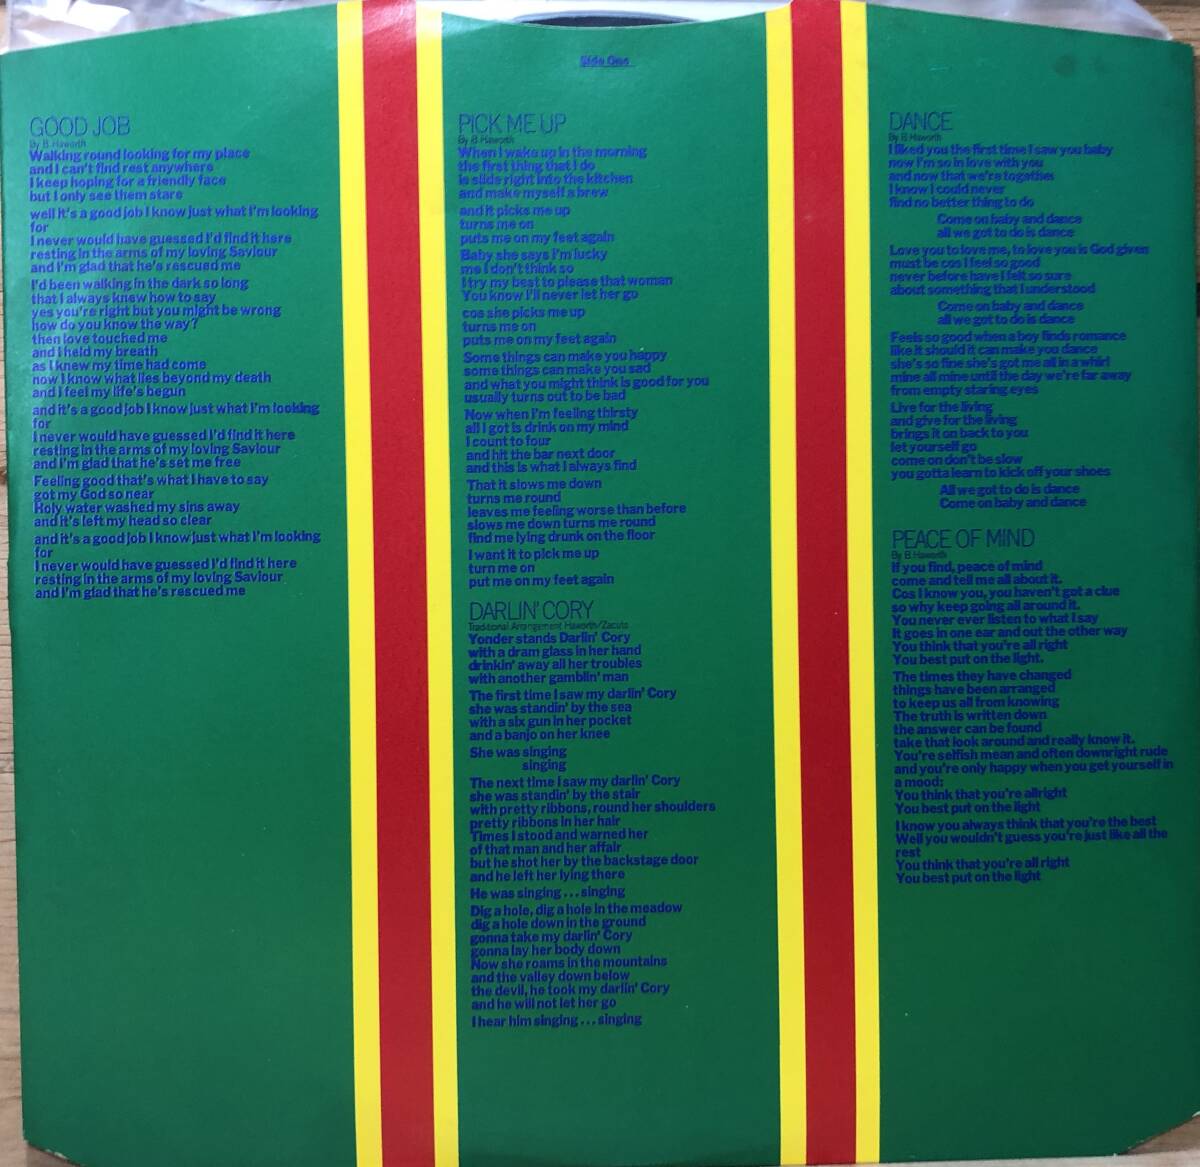 Side One
GOOD JOB
By B. Haworth
Walking round looking for my place
and I can't find rest anywhere
I keep hoping for a friendly face
but I only see them stare
well it's a good job I know just what I'm looking
for
I never would have guessed I'd find it here
resting in the arms of my loving Saviour
and I'm glad that he's rescued me
I'd been walking in the dark so long
that I always knew how to say
yes you're right but you might be wrong
how do you know the way?
then love touched me
and I held my breath
as I knew my time had come
now I know what lies beyond my death
and I feel my life's begun
and it's a good job I know just what I'm looking
for
I never would have guessed I'd find it here
resting in the arms of my loving Saviour
and I'm glad that he's set me free
Feeling good that's what I have to say
got my God so near
Holy water washed my sins away
and it's left my head so clear
and it's a good job I know just what I'm looking
for
I never would have guessed I'd find it here
resting in the arms of my loving Saviour
and I'm glad that he's rescued me
PICK ME UP
By B. Haworth
When I wake up in the morning
the first thing that I do
is slide right into the kitchen
and make myself a brew
and it picks me up
turns me on
puts me on my feet again
Baby she says I'm lucky
me I don't think so
I try my best to please that woman
You know I'll never let her go
cos she picks me up
turns me on
puts me on my feet again
Some things can make you happy
some things can make you sad
and what you might think is good for you
usually turns out to be bad
Now when I'm feeling thirsty
all I got is drink on my mind
I count to four
and hit the bar next door
and this is what I always find
That it slows me down
turns me round
leaves me feeling worse than before
slows me down turns me round
find me lying drunk on the floor
I want it to pick me up
turn me on
put me on my feet again
DARLIN' CORY
Traditional Arrangement Haworth/Zacuto
Yonder stands Darlin' Cory
with a dram glass in her hand
drinkin' away all her troubles
with another gamblin' man
The first time I saw my darlin' Cory
she was standin' by the sea
with a six gun in her pocket
and a banjo on her knee
She was singing
singing
The next time I saw my darlin' Cory
she was standin' by the stair
with pretty ribbons, round her shoulders
pretty ribbons in her hair
Times I stood and warned her
of that man and her affair
but he shot her by the backstage door
and he left her lying there
He was singing...singing
Dig a hole, dig a hole in the meadow
dig a hole down in the ground
gonna take my darlin' Cory
gonna lay her body down
Now she roams in the mountains
and the valley down below
the devil, he took my darlin' Cory
and he will not let her go
I hear him singing...singing
DANCE
By B Haworth
I liked you the first time I saw you baby
now I'm so in love with you
and now that we're together
I know I could never
find no better thing to do
Come on baby and dance
all we got to do is dance
Love you to love me, to love you is God given
must be cos I feel so good
never before have I felt so sure
about something that I understood
Come on baby and dance
all we got to do is dance
Feels so good when a boy finds romance
like it should it can make you dance
she's so fine she's got me all in a whirl
mine all mine until the day we're far away
from empty staring eyes
Live for the living
and give for the living
brings it on back to you
let yourself go
come on don't be slow
you gotta learn to kick off your shoes
All we got to do is dance
Come on baby and dance
PEACE OF MIND
By B. Haworth
If you find, peace of mind
come and tell me all about it.
Cos I know you, you haven't got a clue
so why keep going all around it.
You never ever listen to what I say
It goes in one ear and out the other way
You think that you're all right
You best put on the light.
The times they have changed
things have been arranged
to keep us all from knowing
The truth is written down
the answer can be found
take that look around and really know it.
You're selfish mean and often downright rude
and you're only happy when you get yourself in
a mood:
You think that you're allright
You best put on the light
I know you always think that you're the best
Well you wouldn't guess you're just like all the
rest
You think that you're all right
You best put on the light